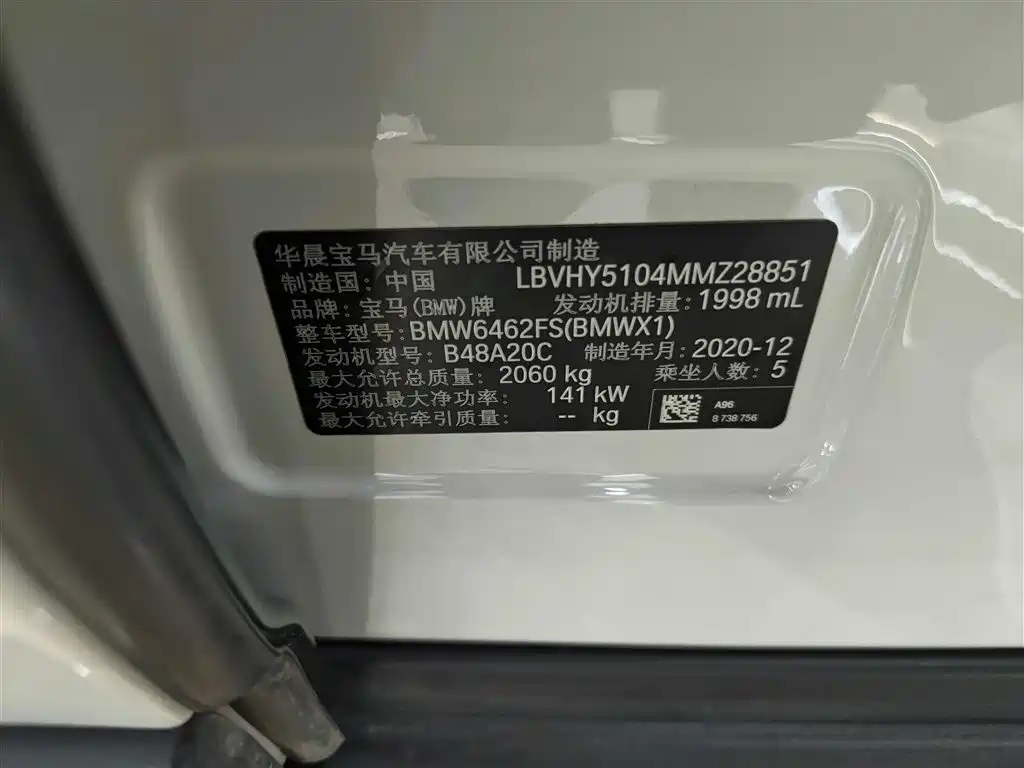 华晨宝马汽车有限公司制造
制造国: 中国 LBVHY5104MMZ28851
品牌: 宝马(BMW)牌 发动机排量: 1998 mL
整车型号: BMW6462FS(BMWX1)
发动机型号: B48A20C 制造年月: 2020-12
最大允许总质量: 2060 kg 乘坐人数: 5
发动机最大净功率: 141 kW
最大允许牵引质量: -- kg
A96
8 738 756